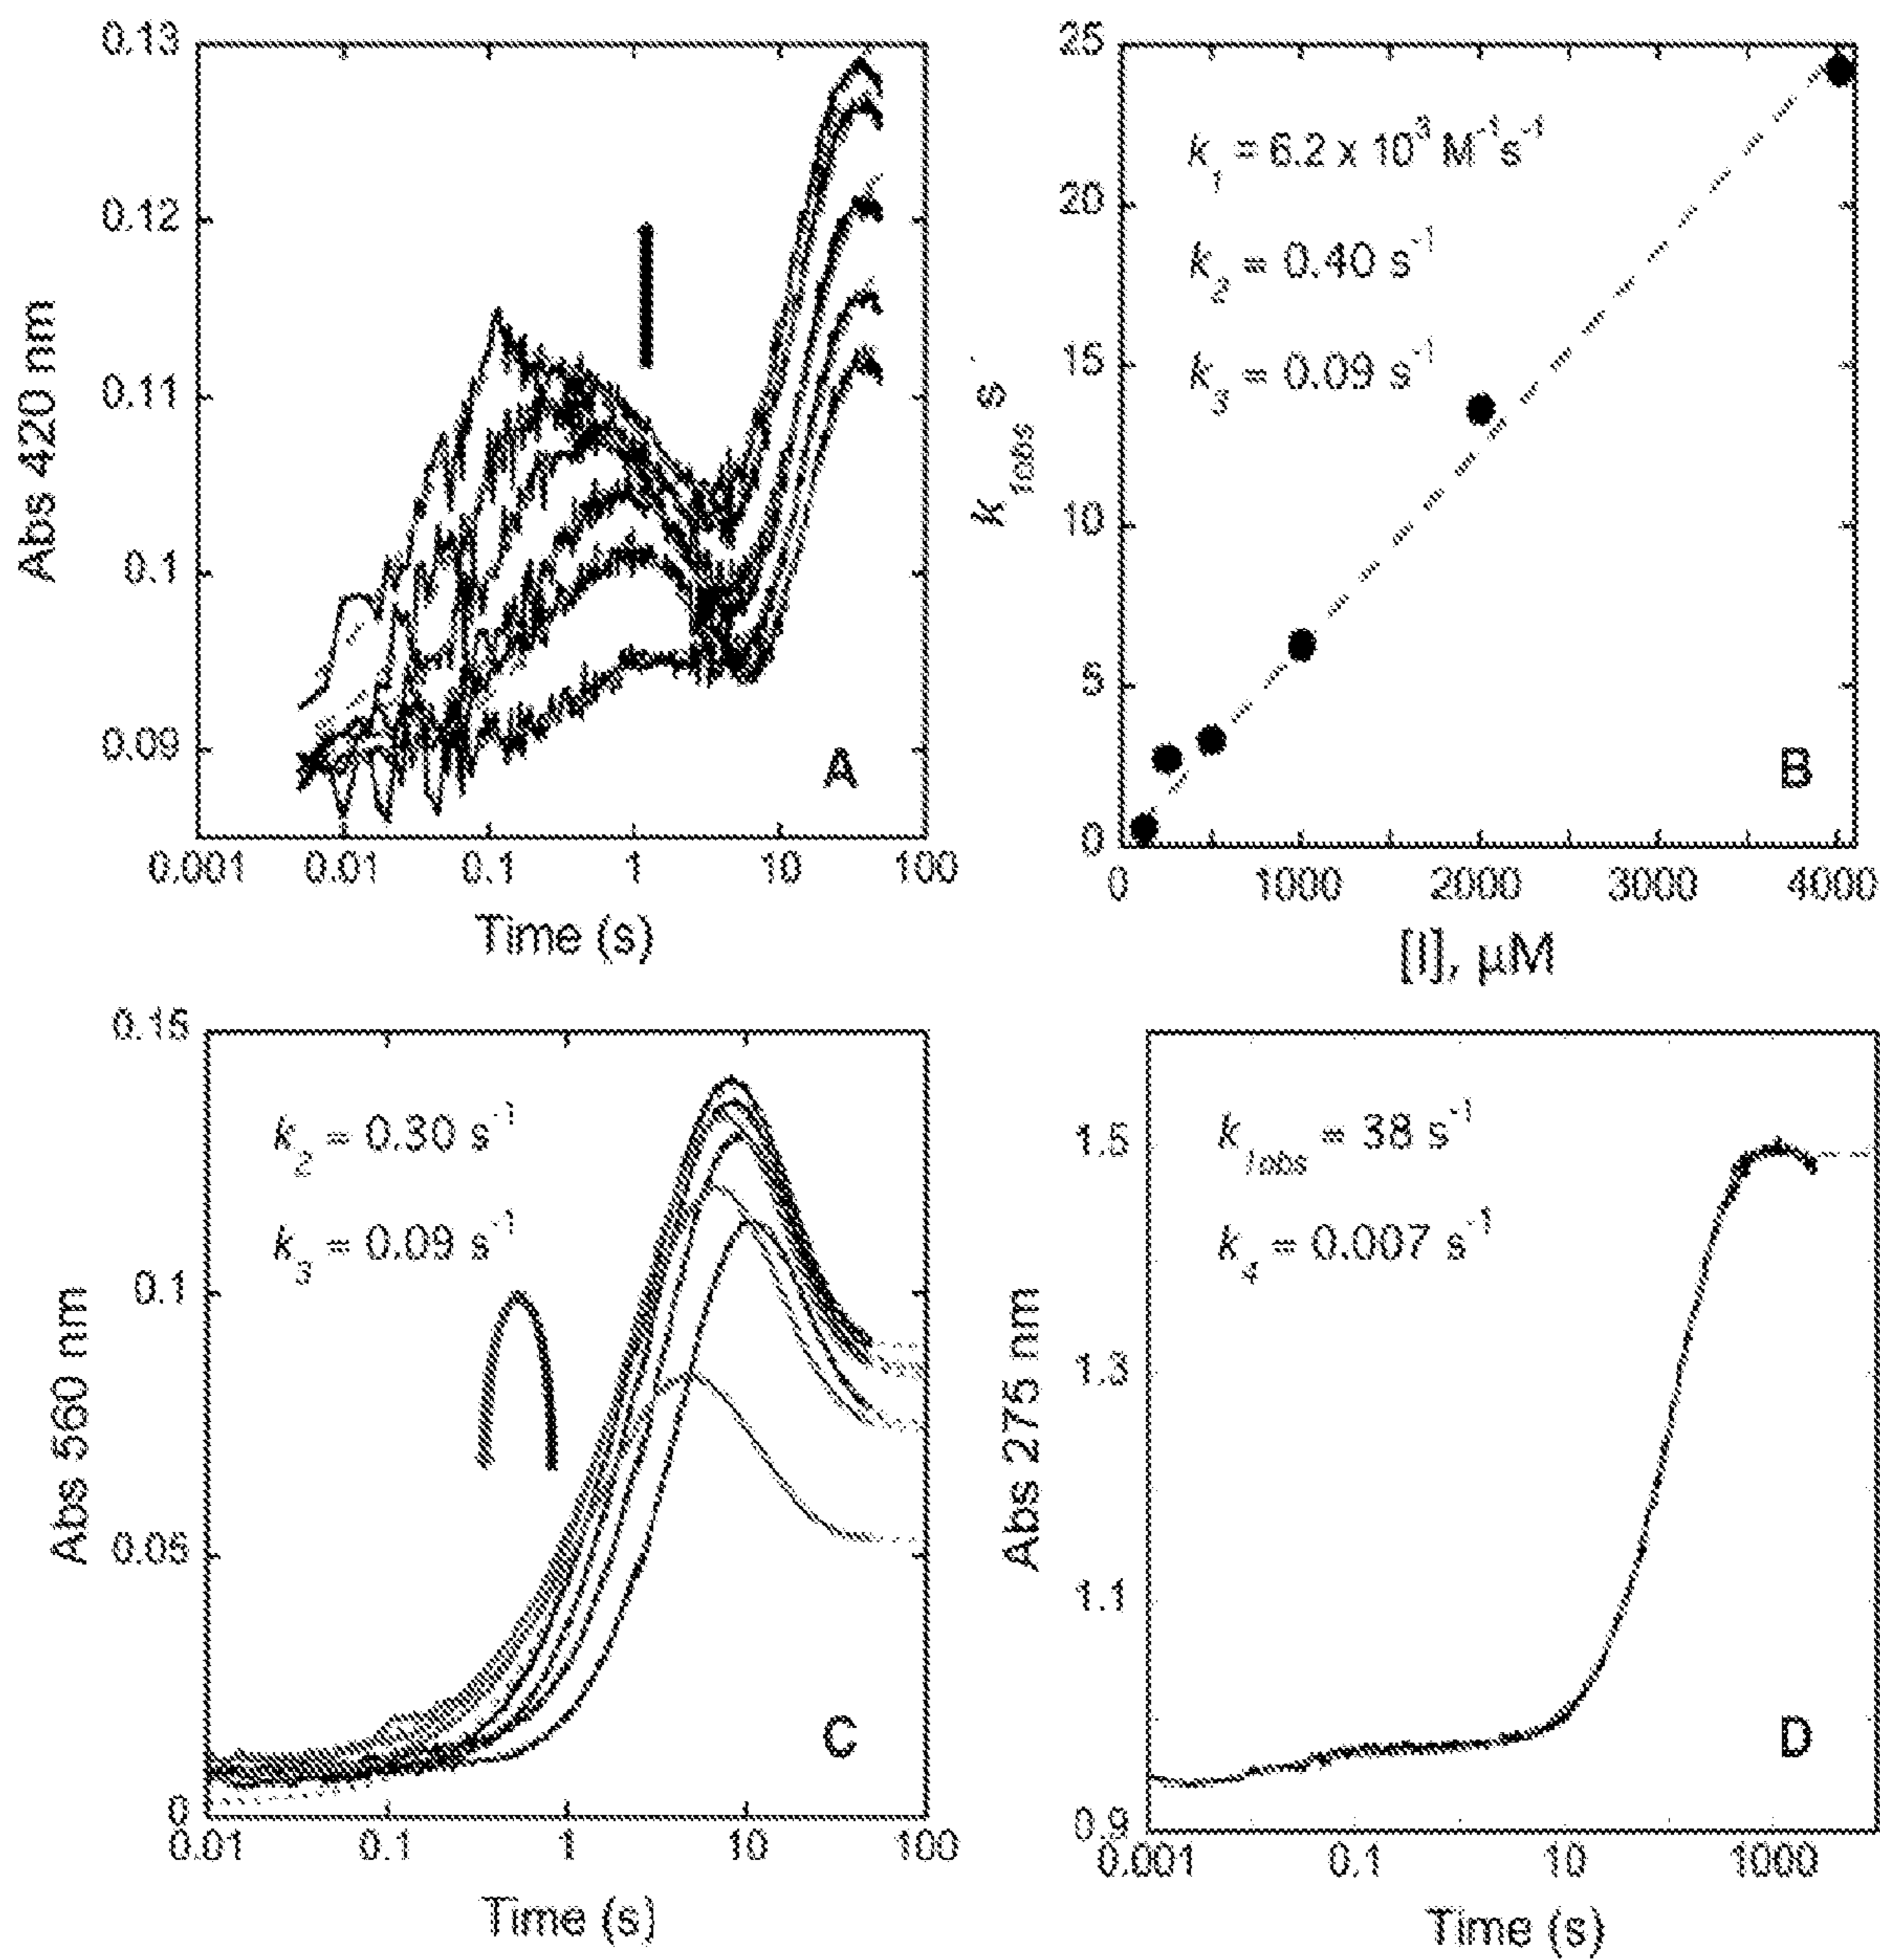 0.13
0.12
0.11
0.1
0.09
Abs 420 nm
A
0.001 0.01 0.1 1 10 100
Time (s)
25
20
15
10
5
0
k1obs s-
k1 = 6.2 x 10³ M⁻¹s⁻¹
k2 = 0.40 s⁻¹
k3 = 0.09 s⁻¹
B
0 1000 2000 3000 4000
[I], µM
0.15
0.1
0.05
0
Abs 560 nm
k2 = 0.30 s⁻¹
k3 = 0.09 s⁻¹
C
0.01 0.1 1 10 100
Time (s)
1.5
1.3
1.1
0.9
Abs 275 nm
k1obs = 38 s⁻¹
k4 = 0.007 s⁻¹
D
0.001 0.1 10 1000
Time (s)